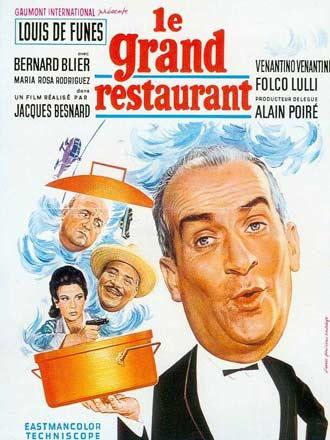 GAUMONT INTERNATIONAL présente
LOUIS DE FUNES
le
grand
restaurant
avec
BERNARD BLIER
MARIA ROSA RODRIGUEZ
dans
UN FILM RÉALISÉ PAR
JACQUES BESNARD
VENANTINO VENANTINI
FOLCO LULLI
PRODUCTEUR DELEGUE
ALAIN POIRÉ
EASTMANCOLOR
TECHNISCOPE